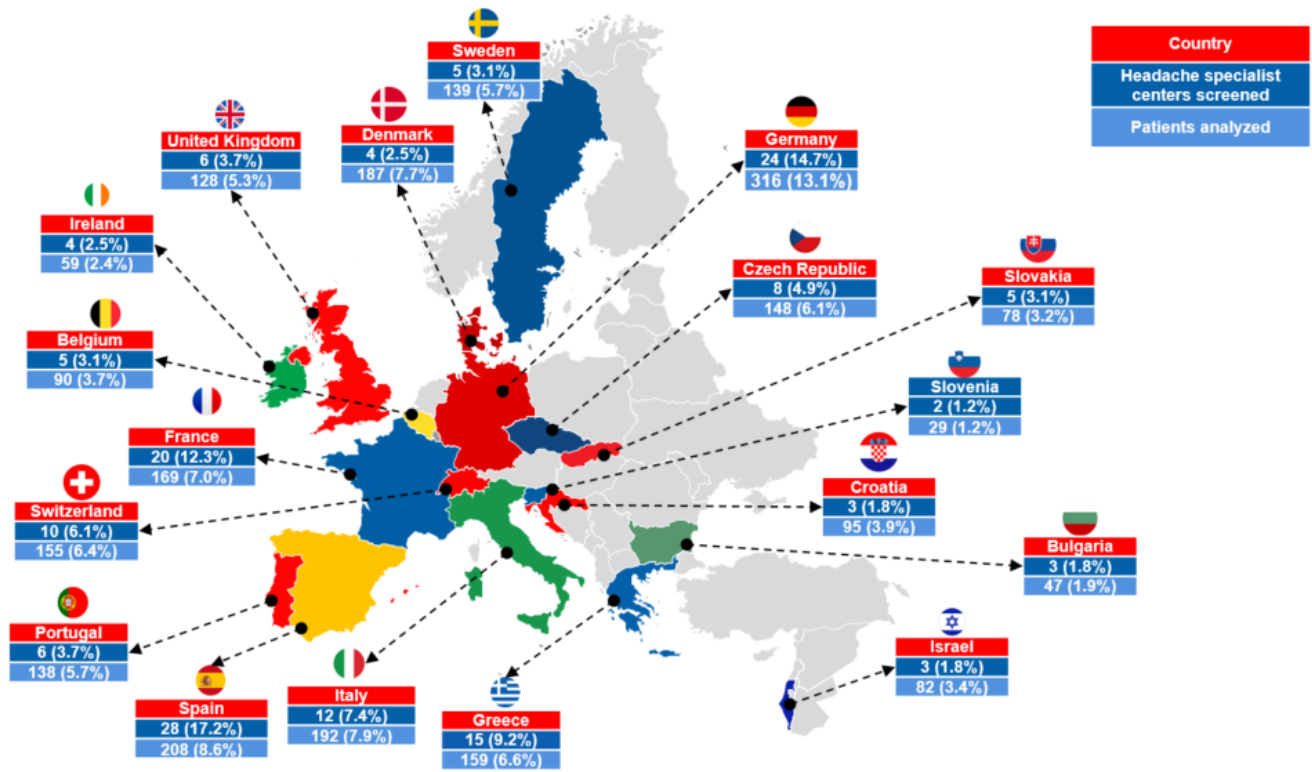 Country
Headache specialist
centers screened
Patients analyzed
Sweden
5 (3.1%)
139 (5.7%)
United Kingdom
6 (3.7%)
128 (5.3%)
Denmark
4 (2.5%)
187 (7.7%)
Germany
24 (14.7%)
316 (13.1%)
Ireland
4 (2.5%)
59 (2.4%)
Czech Republic
8 (4.9%)
148 (6.1%)
Slovakia
5 (3.1%)
78 (3.2%)
Belgium
5 (3.1%)
90 (3.7%)
Slovenia
2 (1.2%)
29 (1.2%)
France
20 (12.3%)
169 (7.0%)
Croatia
3 (1.8%)
95 (3.9%)
Switzerland
10 (6.1%)
155 (6.4%)
Bulgaria
3 (1.8%)
47 (1.9%)
Portugal
6 (3.7%)
138 (5.7%)
Israel
3 (1.8%)
82 (3.4%)
Spain
28 (17.2%)
208 (8.6%)
Italy
12 (7.4%)
192 (7.9%)
Greece
15 (9.2%)
159 (6.6%)